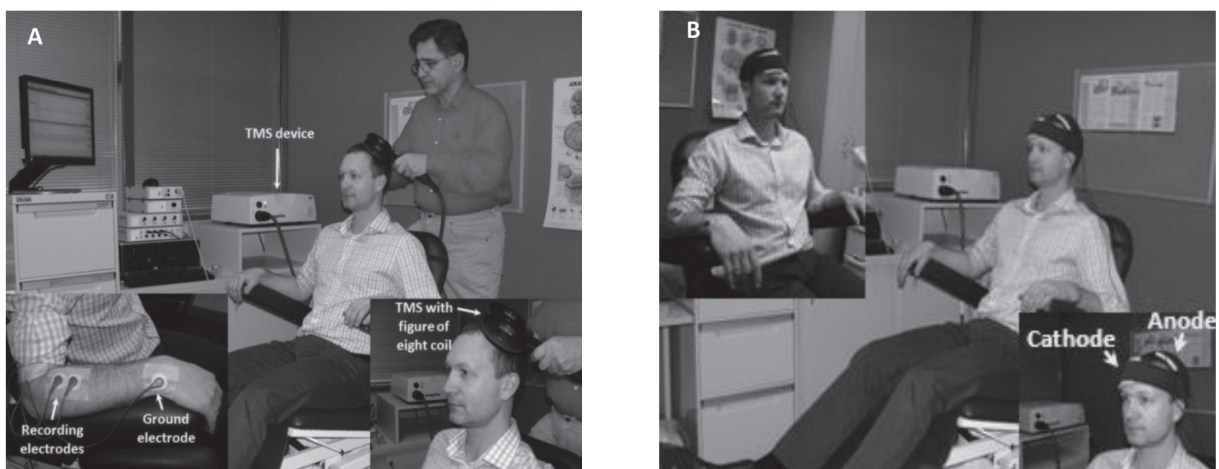 A
TMS device
TMS with
figure of
eight coil
Recording
electrodes
Ground
electrode
B
Cathode
Anode